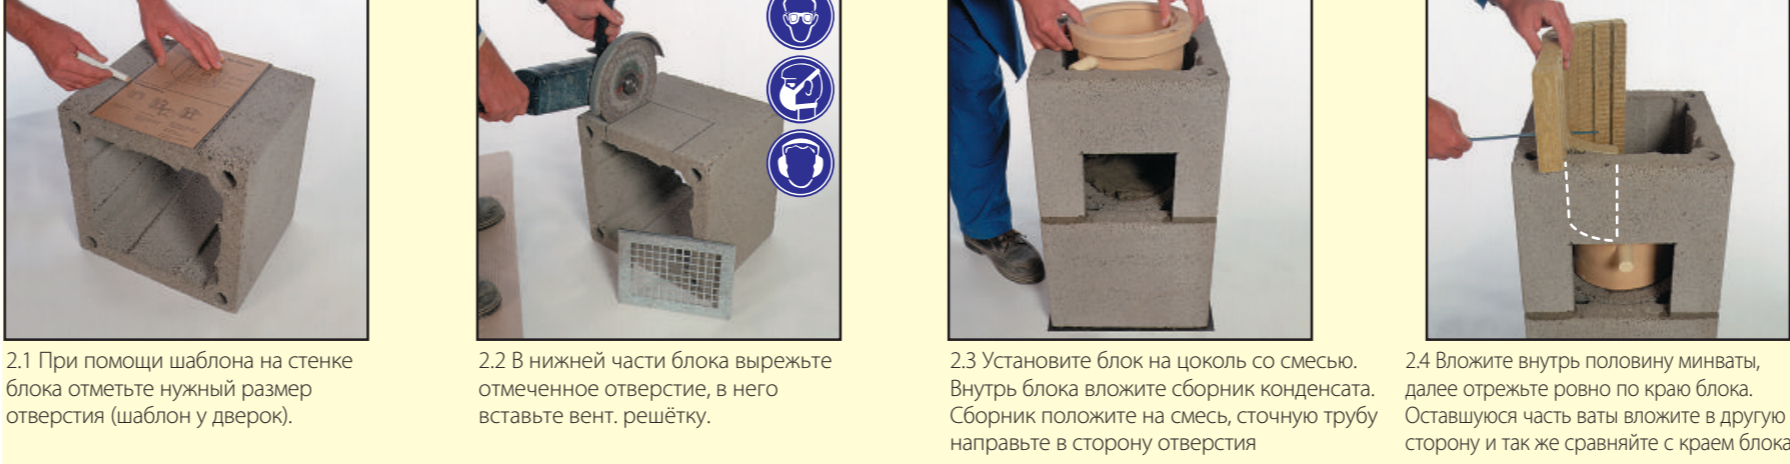 2.1 При помощи шаблона на стенке
блока отметьте нужный размер
отверстия (шаблон у дверок).
2.2 В нижней части блока вырежьте
отмеченное отверстие, в него
вставьте вент. решётку.
2.3 Установите блок на цоколь со смесью.
Внутрь блока вложите сборник конденсата.
Сборник положите на смесь, сточную трубу
направьте в сторону отверстия
2.4 Вложите внутрь половину минваты,
далее отрежьте ровно по краю блока.
Оставшуюся часть ваты вложите в другую
сторону и так же сравняйте с краем блока